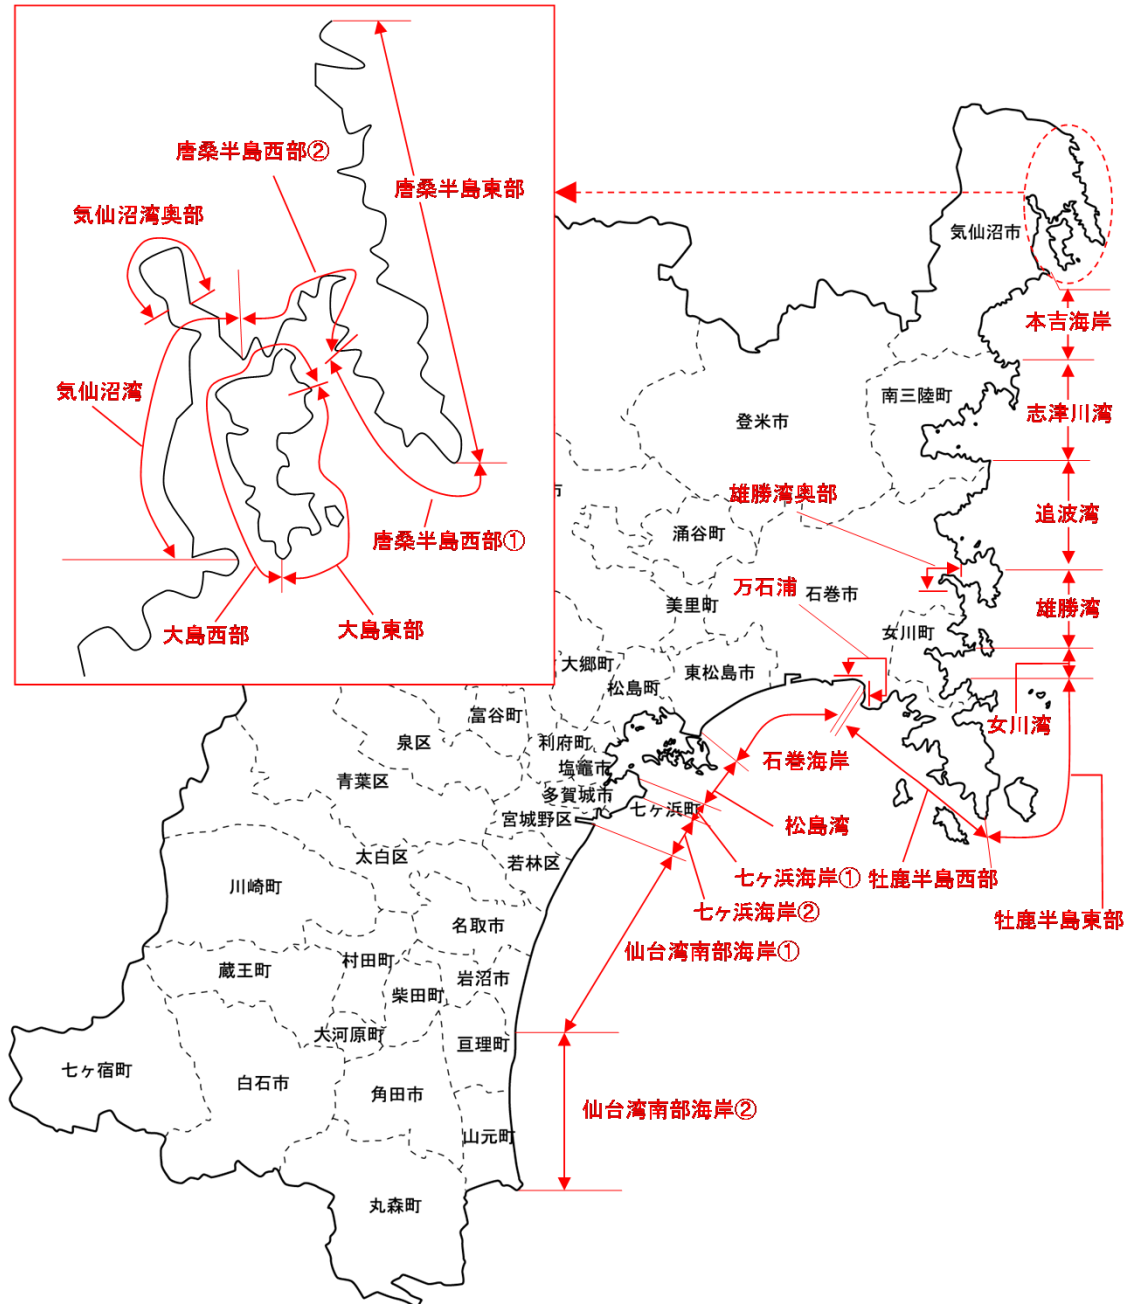 唐桑半島西部②
唐桑半島東部
気仙沼湾奥部
気仙沼湾
唐桑半島西部①
大島西部
大島東部
気仙沼市
本吉海岸
南三陸町
志津川湾
登米市
市
雄勝湾奥部
追波湾
涌谷町
万石浦
石巻市
美里町
雄勝湾
女川町
大郷町
東松島市
松島町
富谷町
女川湾
泉区
利府町
石巻海岸
塩竈市
青葉区
多賀城市
七ヶ浜町
宮城野区
松島湾
太白区
若林区
七ヶ浜海岸①
牡鹿半島西部
川崎町
七ヶ浜海岸②
牡鹿半島東部
名取市
仙台湾南部海岸①
村田町
蔵王町
岩沼市
柴田町
大河原町
亘理町
七ヶ宿町
白石市
角田市
仙台湾南部海岸②
山元町
丸森町